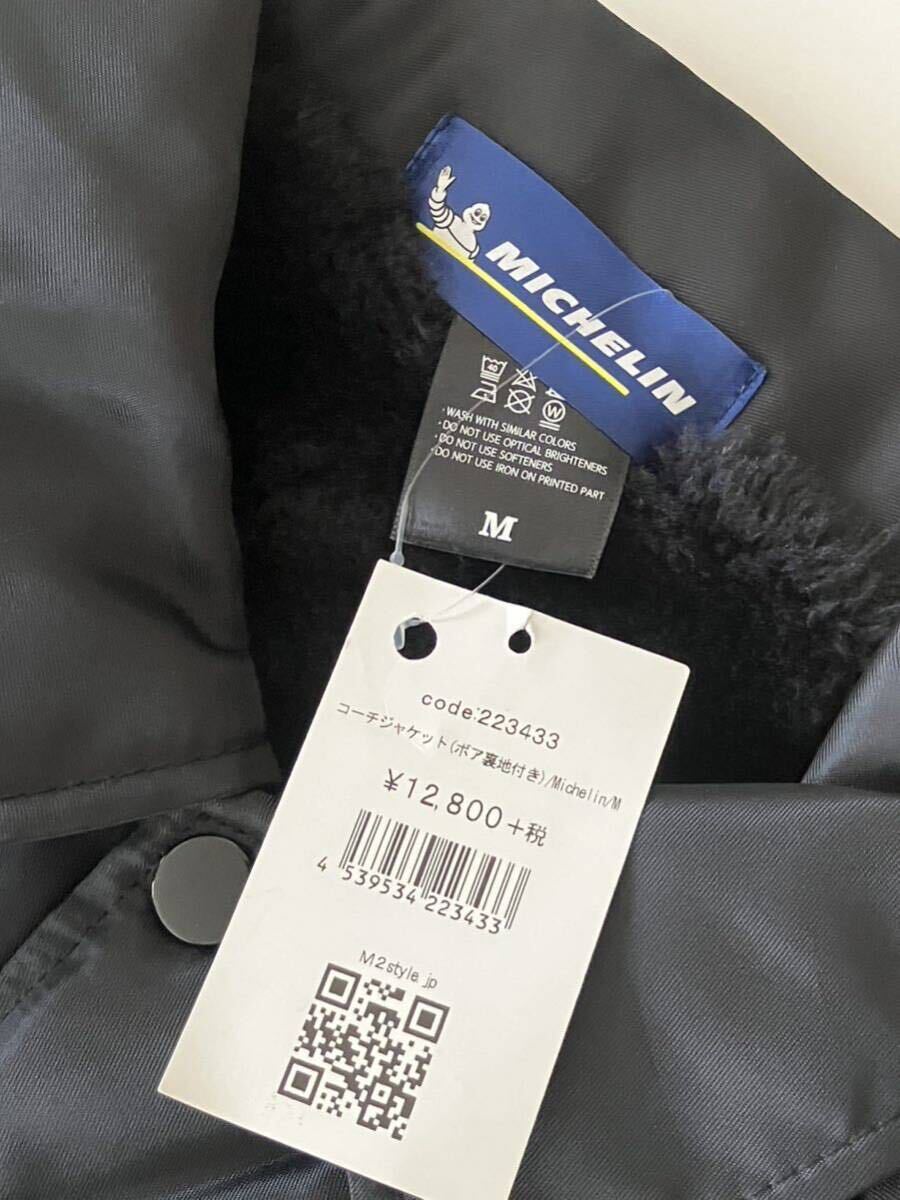 MICHELIN
40
W
·WASH WITH SIMILAR COLORS
·DO NOT USE OPTICAL BRIGHTENERS
·DO NOT USE SOFTENERS
·DO NOT USE IRON ON PRINTED PART
M
code:223433
コーチジャケット(ボア裏地付き)/Michelin/M
¥12,800+税
4 539534 223433
M2style.jp